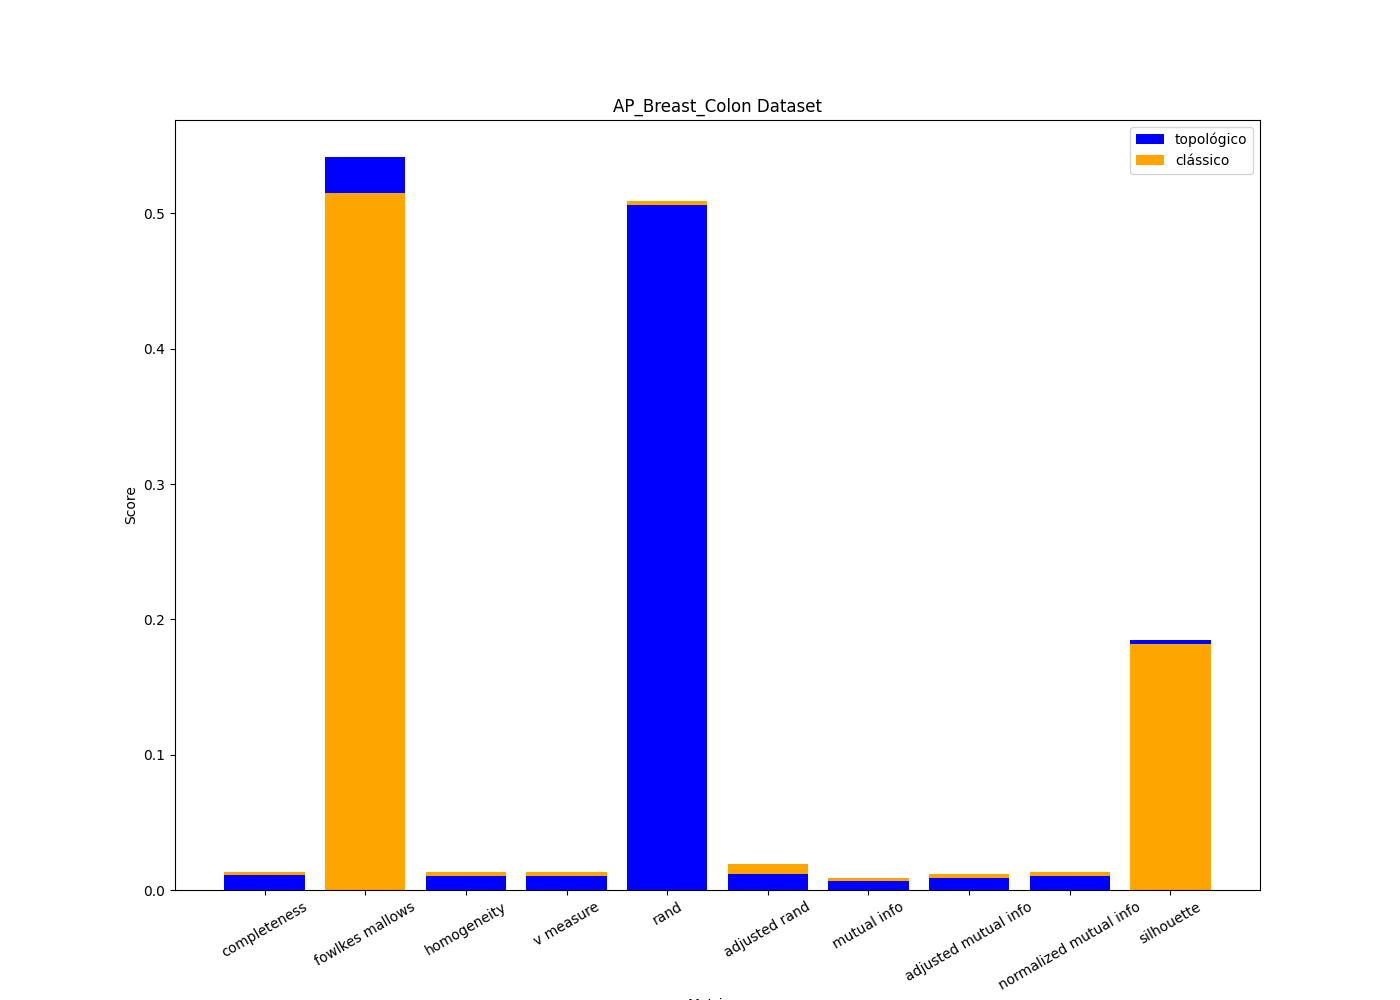 AP_Breast_Colon Dataset
topológico
clássico
Score
0.5
0.4
0.3
0.2
0.1
0.0
completeness
fowlkes mallows
homogeneity
v measure
rand
adjusted rand
mutual info
adjusted mutual info
normalized mutual info
silhouette